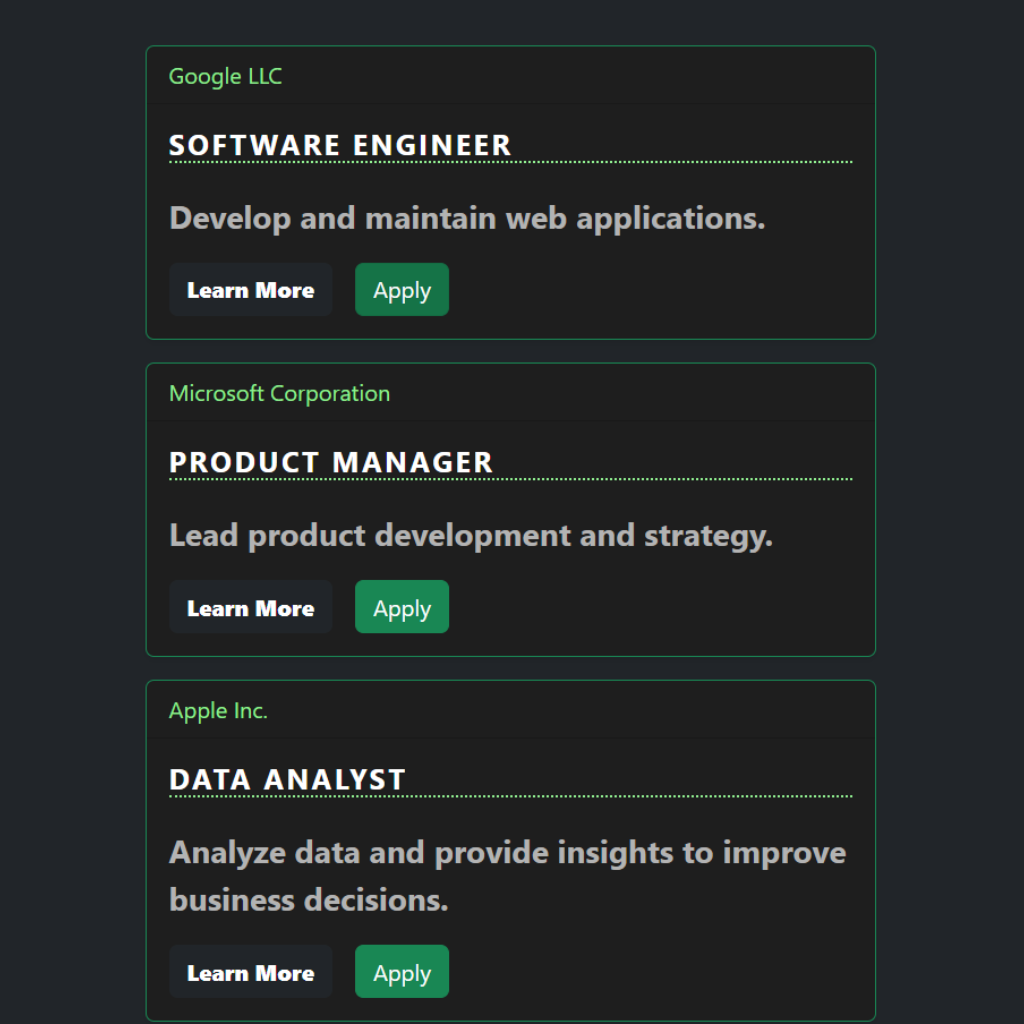 Google LLC
SOFTWARE ENGINEER
Develop and maintain web applications.
Learn More Apply
Microsoft Corporation
PRODUCT MANAGER
Lead product development and strategy.
Learn More Apply
Apple Inc.
DATA ANALYST
Analyze data and provide insights to improve
business decisions.
Learn More Apply